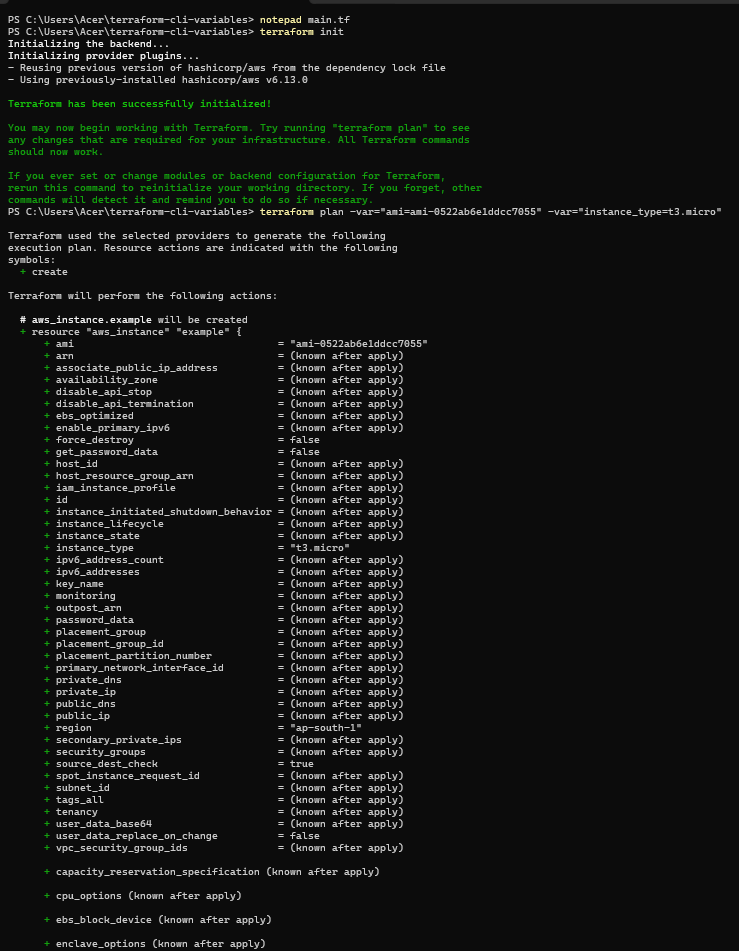 PS C:\Users\Acer\terraform-cli-variables> notepad main.tf
PS C:\Users\Acer\terraform-cli-variables> terraform init
Initializing the backend...
Initializing provider plugins...
- Reusing previous version of hashicorp/aws from the dependency lock file
- Using previously-installed hashicorp/aws v6.13.0
Terraform has been successfully initialized!
You may now begin working with Terraform. Try running "terraform plan" to see
any changes that are required for your infrastructure. All Terraform commands
should now work.
If you ever set or change modules or backend configuration for Terraform,
rerun this command to reinitialize your working directory. If you forget, other
commands will detect it and remind you to do so if necessary.
PS C:\Users\Acer\terraform-cli-variables> terraform plan -var="ami=ami-0522ab6e1ddcc7055" -var="instance_type=t3.micro"
Terraform used the selected providers to generate the following
execution plan. Resource actions are indicated with the following
symbols:
  + create
Terraform will perform the following actions:
  # aws_instance.example will be created
  + resource "aws_instance" "example" {
      + ami                                  = "ami-0522ab6e1ddcc7055"
      + arn                                  = (known after apply)
      + associate_public_ip_address          = (known after apply)
      + availability_zone                    = (known after apply)
      + disable_api_stop                     = (known after apply)
      + disable_api_termination              = (known after apply)
      + ebs_optimized                        = (known after apply)
      + enable_primary_ipv6                  = (known after apply)
      + force_destroy                        = false
      + get_password_data                    = false
      + host_id                              = (known after apply)
      + host_resource_group_arn              = (known after apply)
      + iam_instance_profile                 = (known after apply)
      + id                                   = (known after apply)
      + instance_initiated_shutdown_behavior = (known after apply)
      + instance_lifecycle                   = (known after apply)
      + instance_state                       = (known after apply)
      + instance_type                        = "t3.micro"
      + ipv6_address_count                   = (known after apply)
      + ipv6_addresses                       = (known after apply)
      + key_name                             = (known after apply)
      + monitoring                           = (known after apply)
      + outpost_arn                          = (known after apply)
      + password_data                        = (known after apply)
      + placement_group                      = (known after apply)
      + placement_group_id                   = (known after apply)
      + placement_partition_number           = (known after apply)
      + primary_network_interface_id         = (known after apply)
      + private_dns                          = (known after apply)
      + private_ip                           = (known after apply)
      + public_dns                           = (known after apply)
      + public_ip                            = (known after apply)
      + region                               = "ap-south-1"
      + secondary_private_ips                = (known after apply)
      + security_groups                      = (known after apply)
      + source_dest_check                    = true
      + spot_instance_request_id             = (known after apply)
      + subnet_id                            = (known after apply)
      + tags_all                             = (known after apply)
      + tenancy                              = (known after apply)
      + user_data_base64                     = (known after apply)
      + user_data_replace_on_change          = false
      + vpc_security_group_ids               = (known after apply)
      + capacity_reservation_specification (known after apply)
      + cpu_options (known after apply)
      + ebs_block_device (known after apply)
      + enclave_options (known after apply)